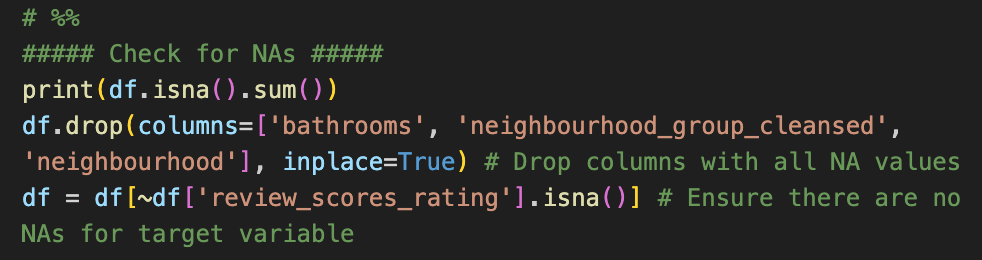 # %%
##### Check for NAs #####
print(df.isna().sum())
df.drop(columns=['bathrooms', 'neighbourhood_group_cleansed',
'neighbourhood'], inplace=True) # Drop columns with all NA values
df = df[~df['review_scores_rating'].isna()] # Ensure there are no
NAs for target variable